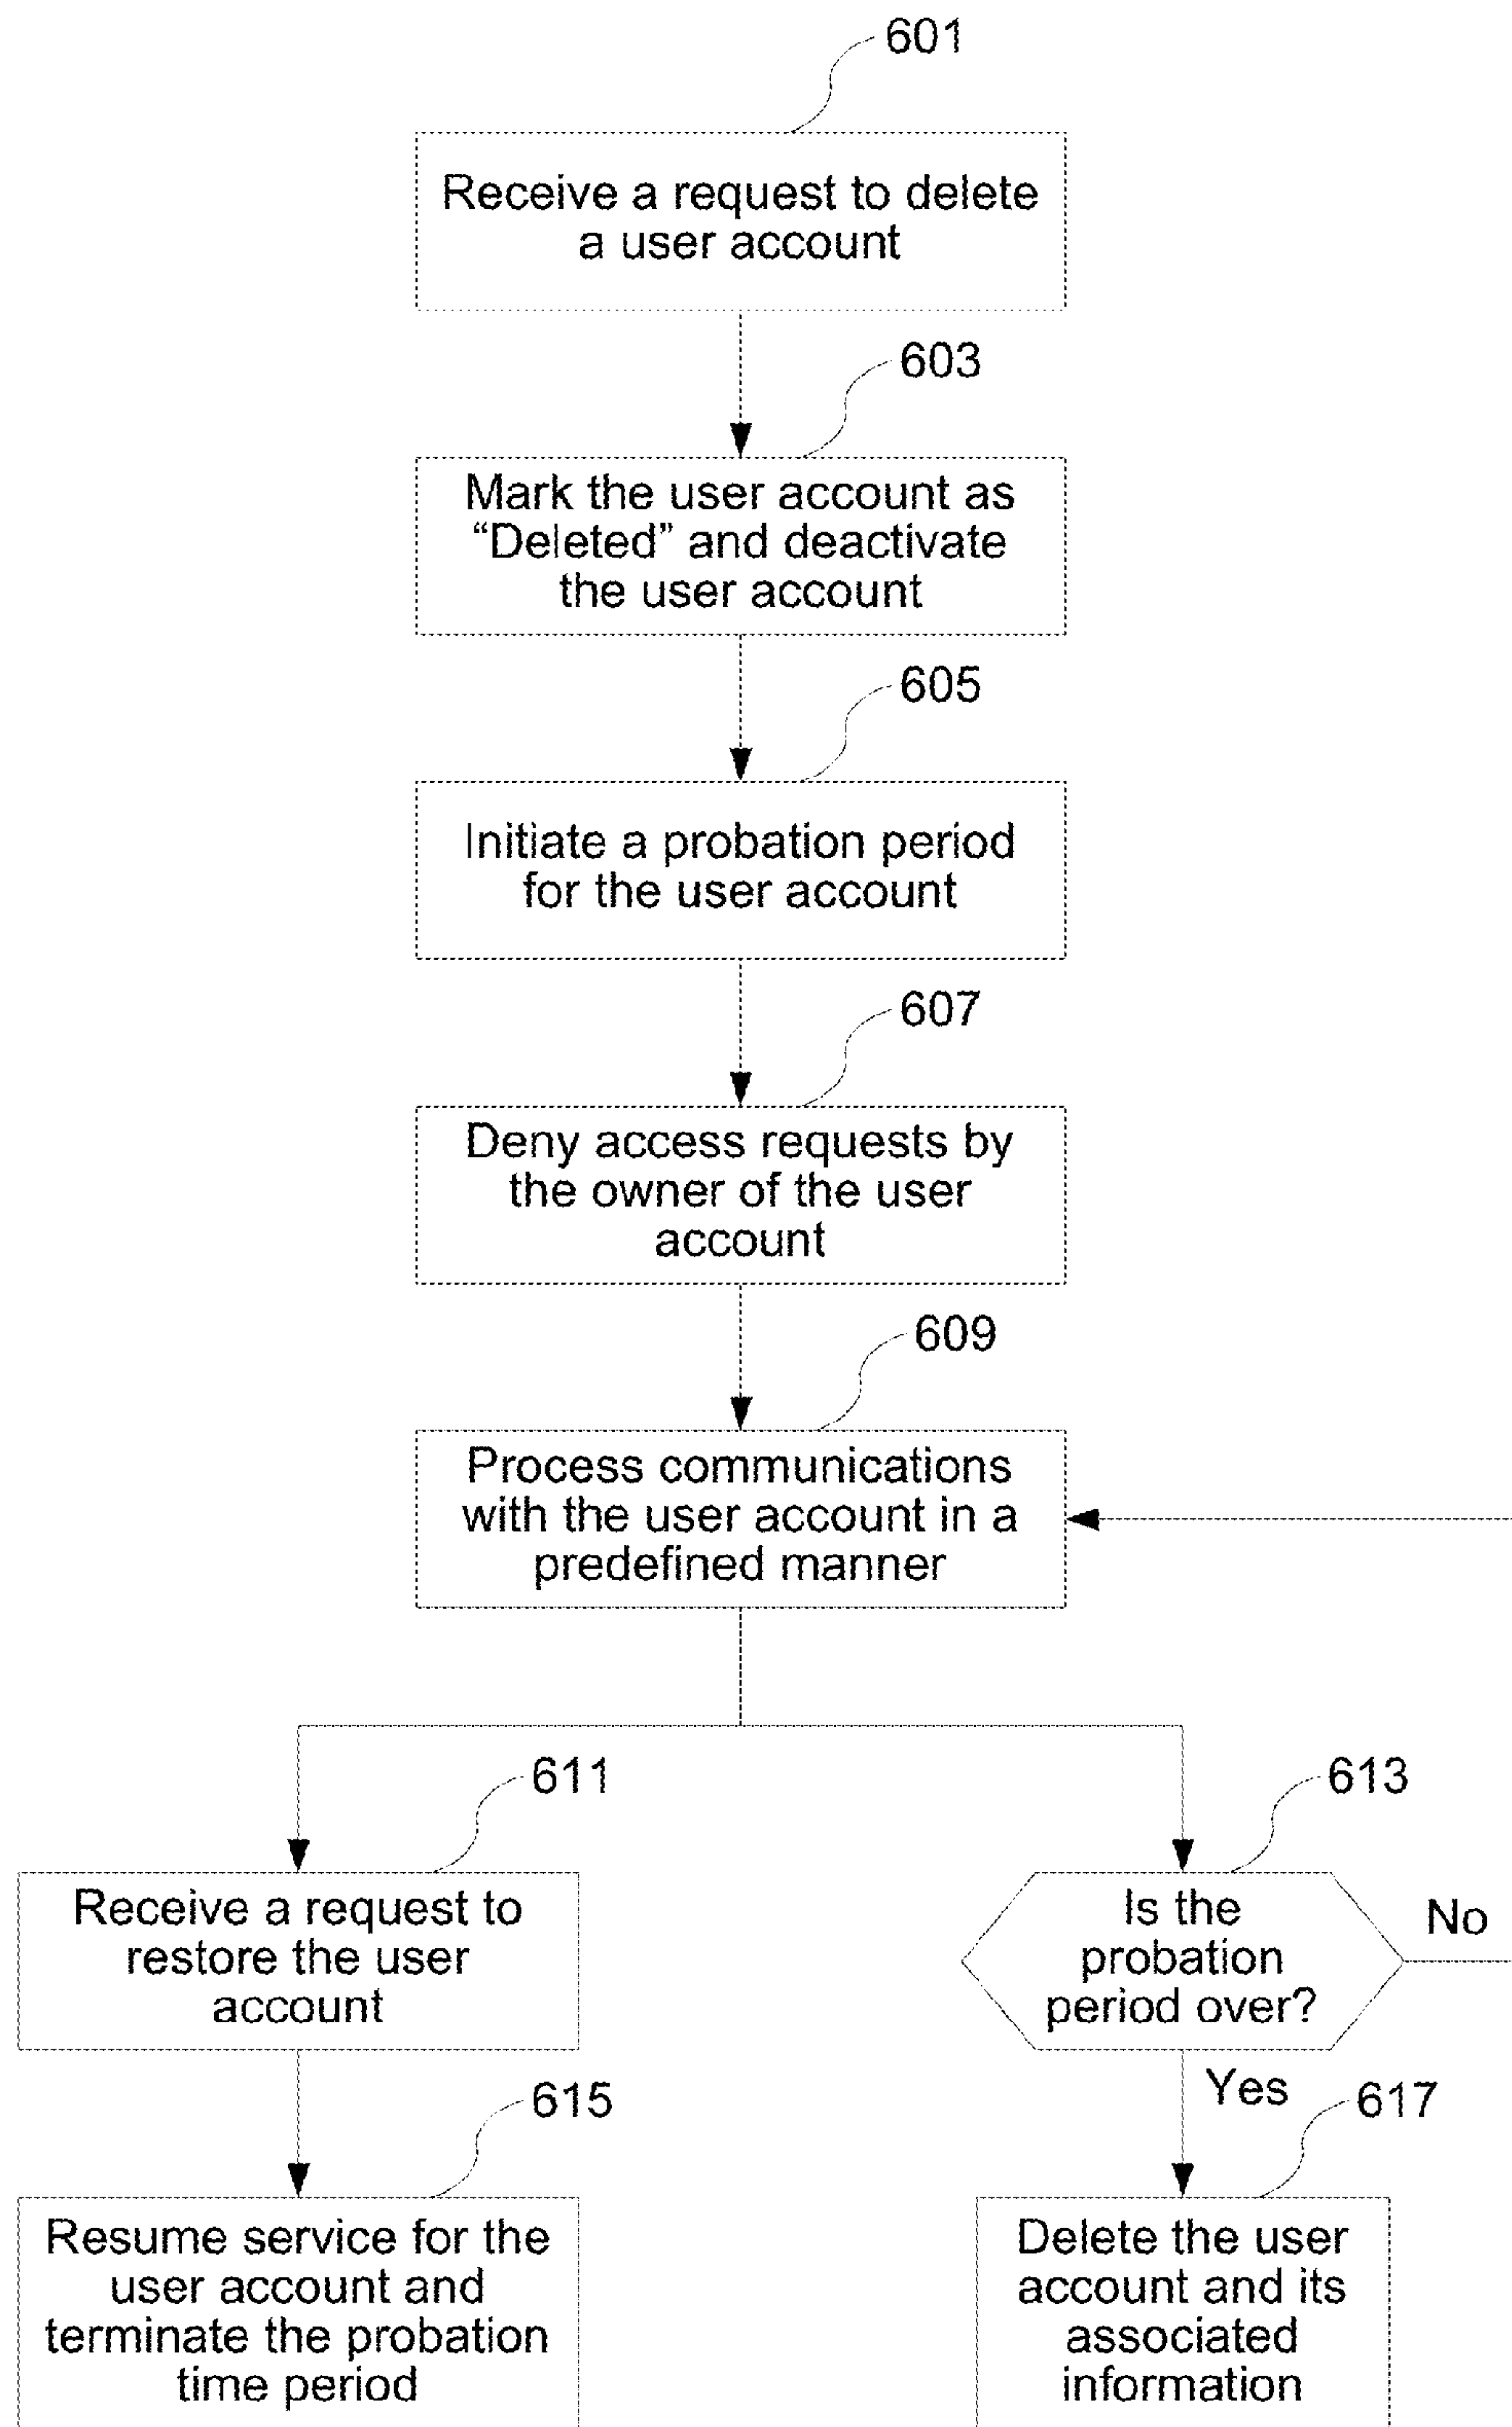 601
Receive a request to delete
a user account
603
Mark the user account as
“Deleted” and deactivate
the user account
605
Initiate a probation period
for the user account
607
Deny access requests by
the owner of the user
account
609
Process communications
with the user account in a
predefined manner
611
Receive a request to
restore the user
account
613
Is the
probation
period over?
No
Yes
615
Resume service for the
user account and
terminate the probation
time period
617
Delete the user
account and its
associated
information